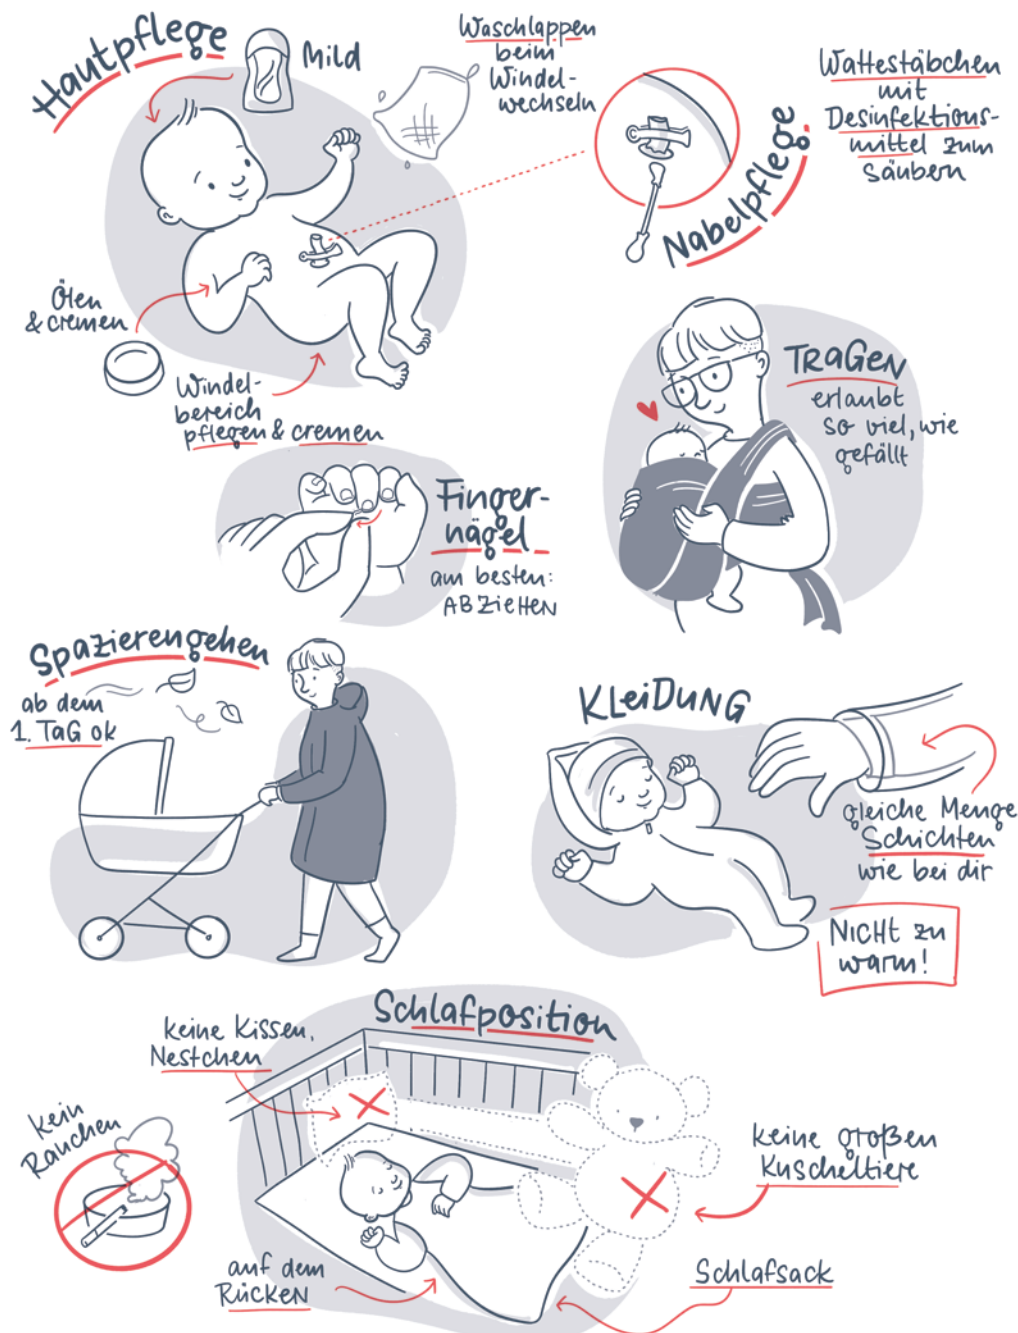 Hautpflege
Mild
Waschlappen
beim
Windel-
wechseln
Wattestäbchen
mit
Desinfektions-
mittel zum
säubern
Nabelpflege
Ölen
& cremen
Windel-
bereich
pflegen & cremen
TRAGEN
erlaubt
so viel, wie
gefällt
Finger-
nägel
am besten:
ABZIEHEN
Spazierengehen
ab dem
1. TAG ok
KLEIDUNG
gleiche Menge
Schichten
wie bei dir
NICHT zu
warm!
Schlafposition
keine Kissen,
Nestchen
kein
Rauchen
keine großen
Kuscheltiere
auf dem
RÜCKEN
Schlafsack